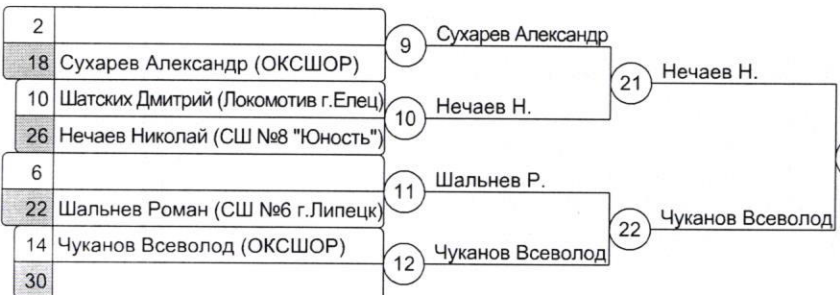 2
18 Сухарев Александр (ОКСШОР)
9 Сухарев Александр
10 Шатских Дмитрий (Локомотив г.Елец)
26 Нечаев Николай (СШ №8 "Юность")
10 Нечаев Н.
21 Нечаев Н.
6
22 Шальнев Роман (СШ №6 г.Липецк)
11 Шальнев Р.
14 Чуканов Всеволод (ОКСШОР)
30
12 Чуканов Всеволод
22 Чуканов Всеволод